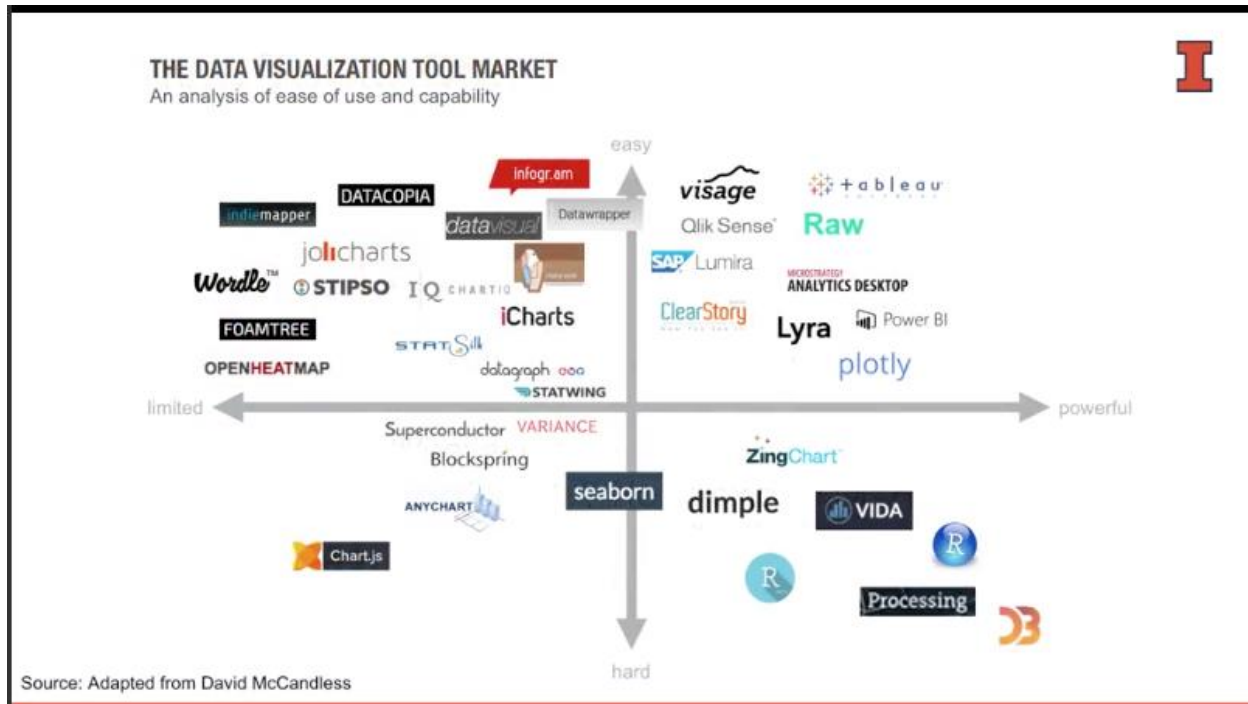 THE DATA VISUALIZATION TOOL MARKET
An analysis of ease of use and capability
I
easy
infogr.am
DATACOPIA
indiemapper
datavisual
Datawrapper
jolicharts
Wordle™
STIPSO
IQ CHARTIO
iCharts
FOAMTREE
STATSilk
OPENHEATMAP
datagraph
STATWING
visage
+ableau
Qlik Sense
Raw
SAP Lumira
MICROSTRATEGY
ANALYTICS DESKTOP
ClearStory
Lyra
Power BI
plotly
limited
powerful
Superconductor
VARIANCE
Blockspring
ANYCHART
seaborn
Chart.js
ZingChart
dimple
VIDA
R
R
Processing
D3
hard
Source: Adapted from David McCandless